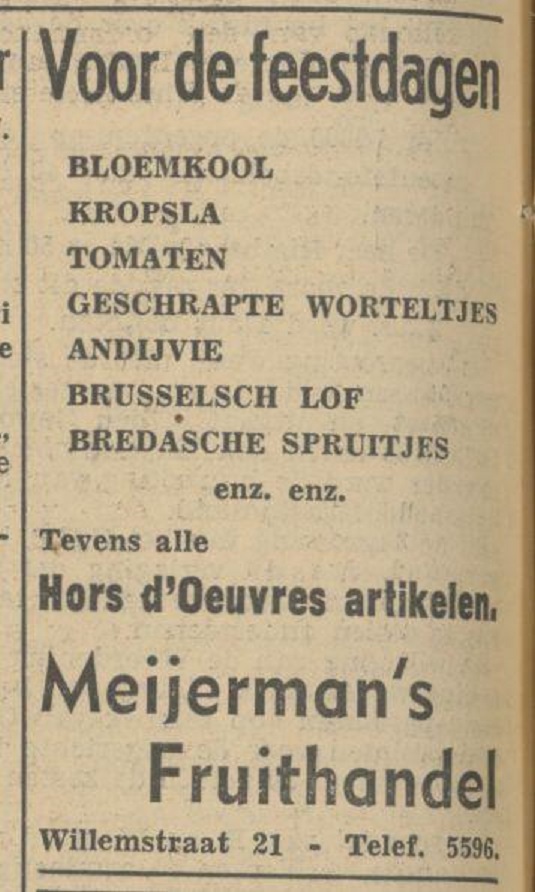 Voor de feestdagen
BLOEMKOOL
KROPSLA
TOMATEN
GESCHRAPTE WORTELTJES
ANDIJVIE
BRUSSELSCH LOF
BREDASCHE SPRUITJES
enz. enz.
Tevens alle
Hors d'Oeuvres artikelen.
Meijerman's
Fruithandel
Willemstraat 21 - Telef. 5596.